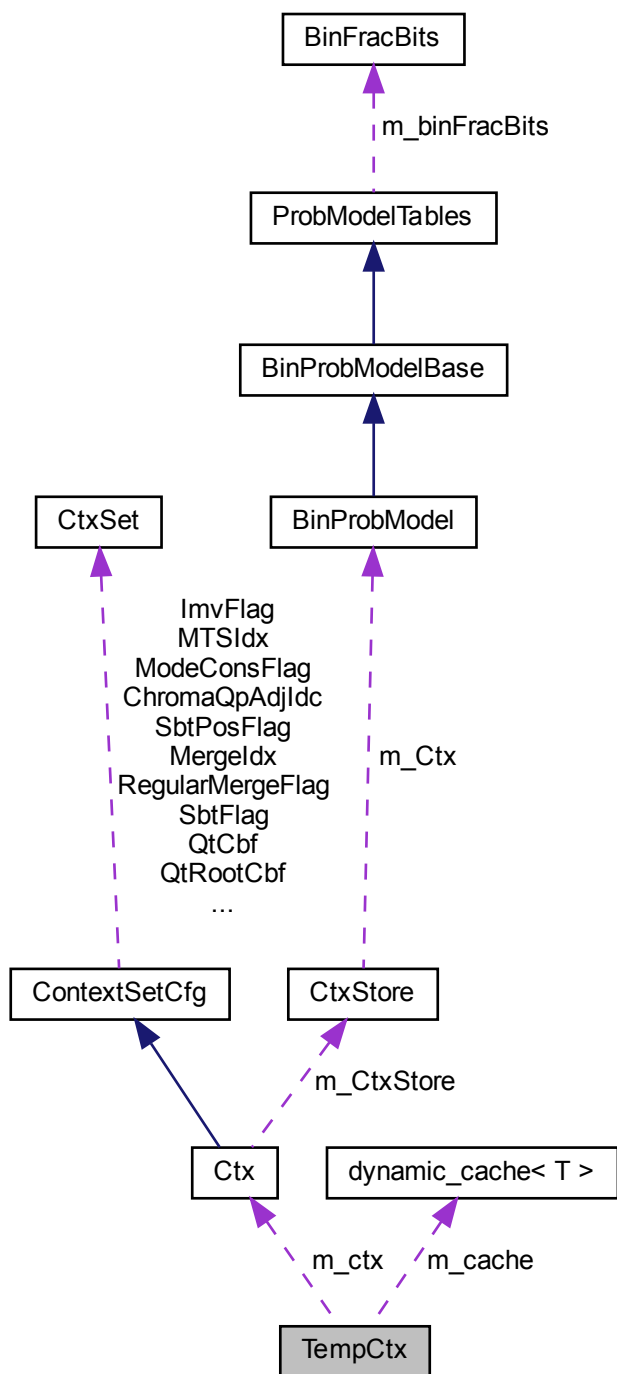 BinFracBits
m_binFracBits
ProbModelTables
BinProbModelBase
CtxSet
BinProbModel
ImvFlag
MTSIdx
ModeConsFlag
ChromaQpAdjIdc
SbtPosFlag
MergeIdx
RegularMergeFlag
SbtFlag
QtCbf
QtRootCbf
...
m_Ctx
ContextSetCfg
CtxStore
m_CtxStore
Ctx
dynamic_cache< T >
m_ctx
m_cache
TempCtx